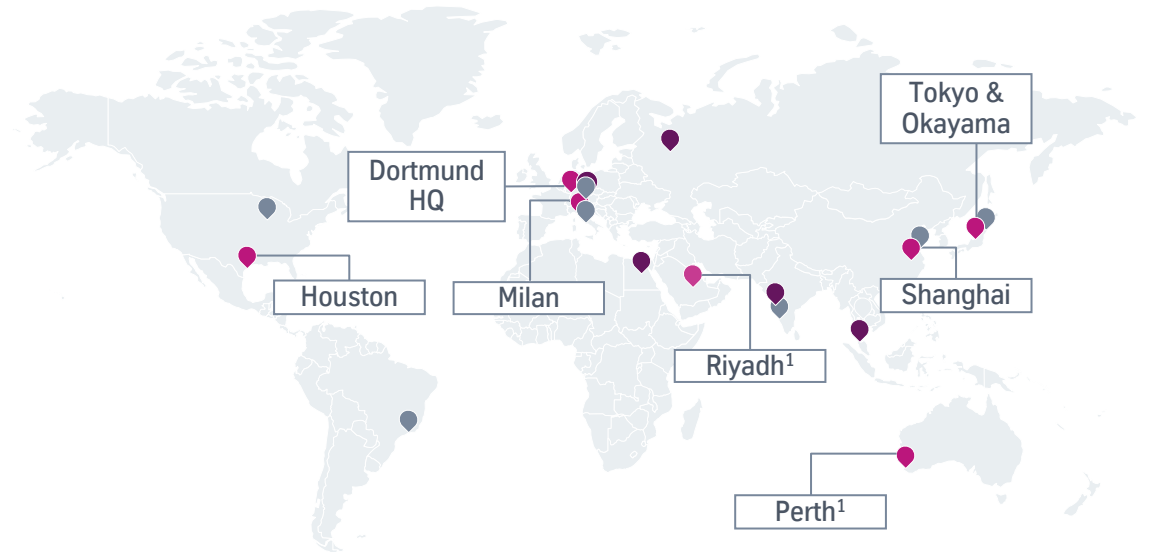 Tokyo &
Okayama
Dortmund
HQ
Houston
Milan
Shanghai
Riyadh¹
Perth¹